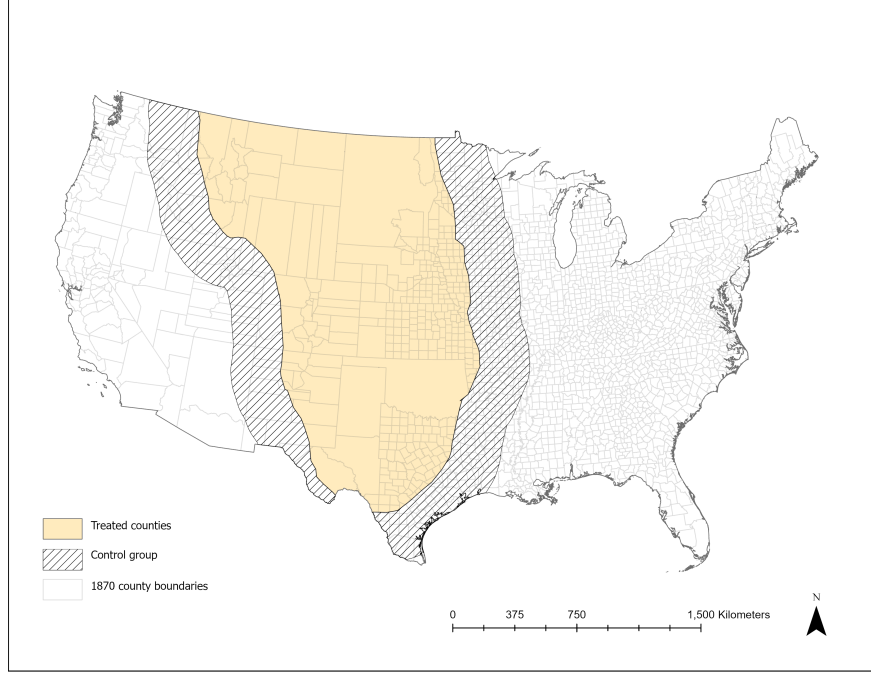 Treated counties
Control group
1870 county boundaries
0 375 750 1,500 Kilometers
N